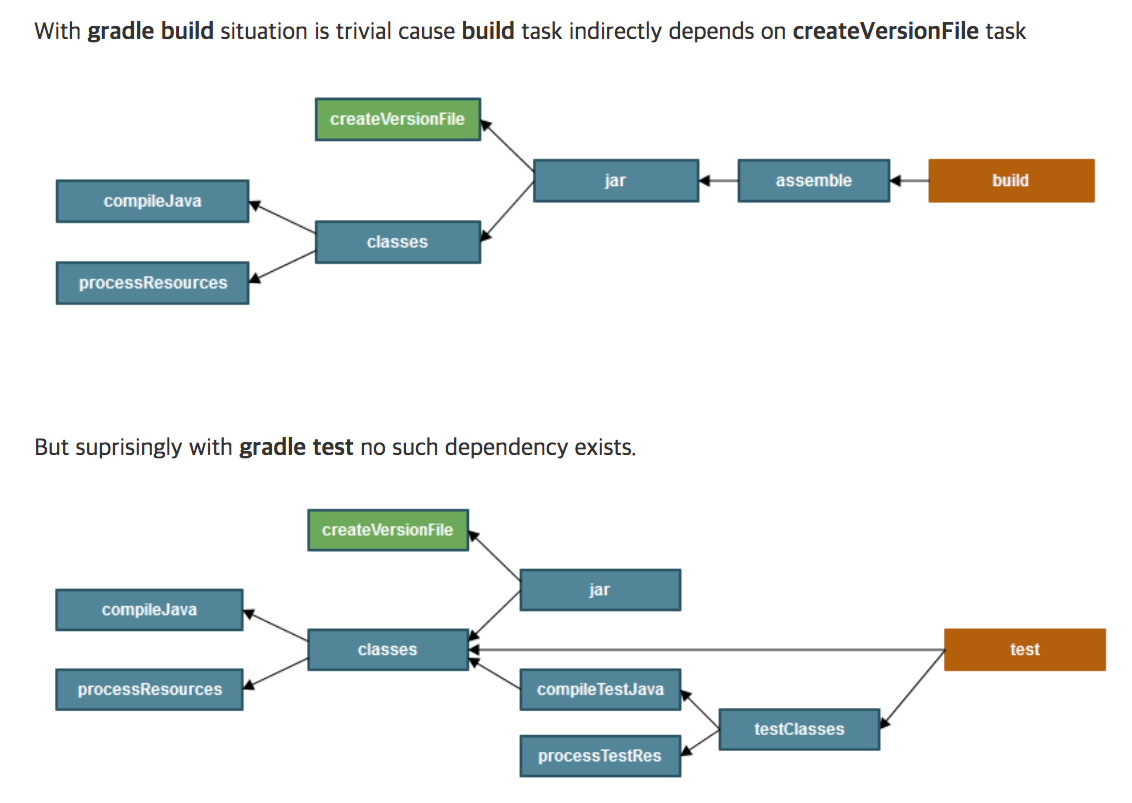 With gradle build situation is trivial cause build task indirectly depends on createVersionFile task
createVersionFile
jar
assemble
build
compileJava
classes
processResources
But suprisingly with gradle test no such dependency exists.
createVersionFile
jar
compileJava
classes
test
processResources
compileTestJava
testClasses
processTestRes